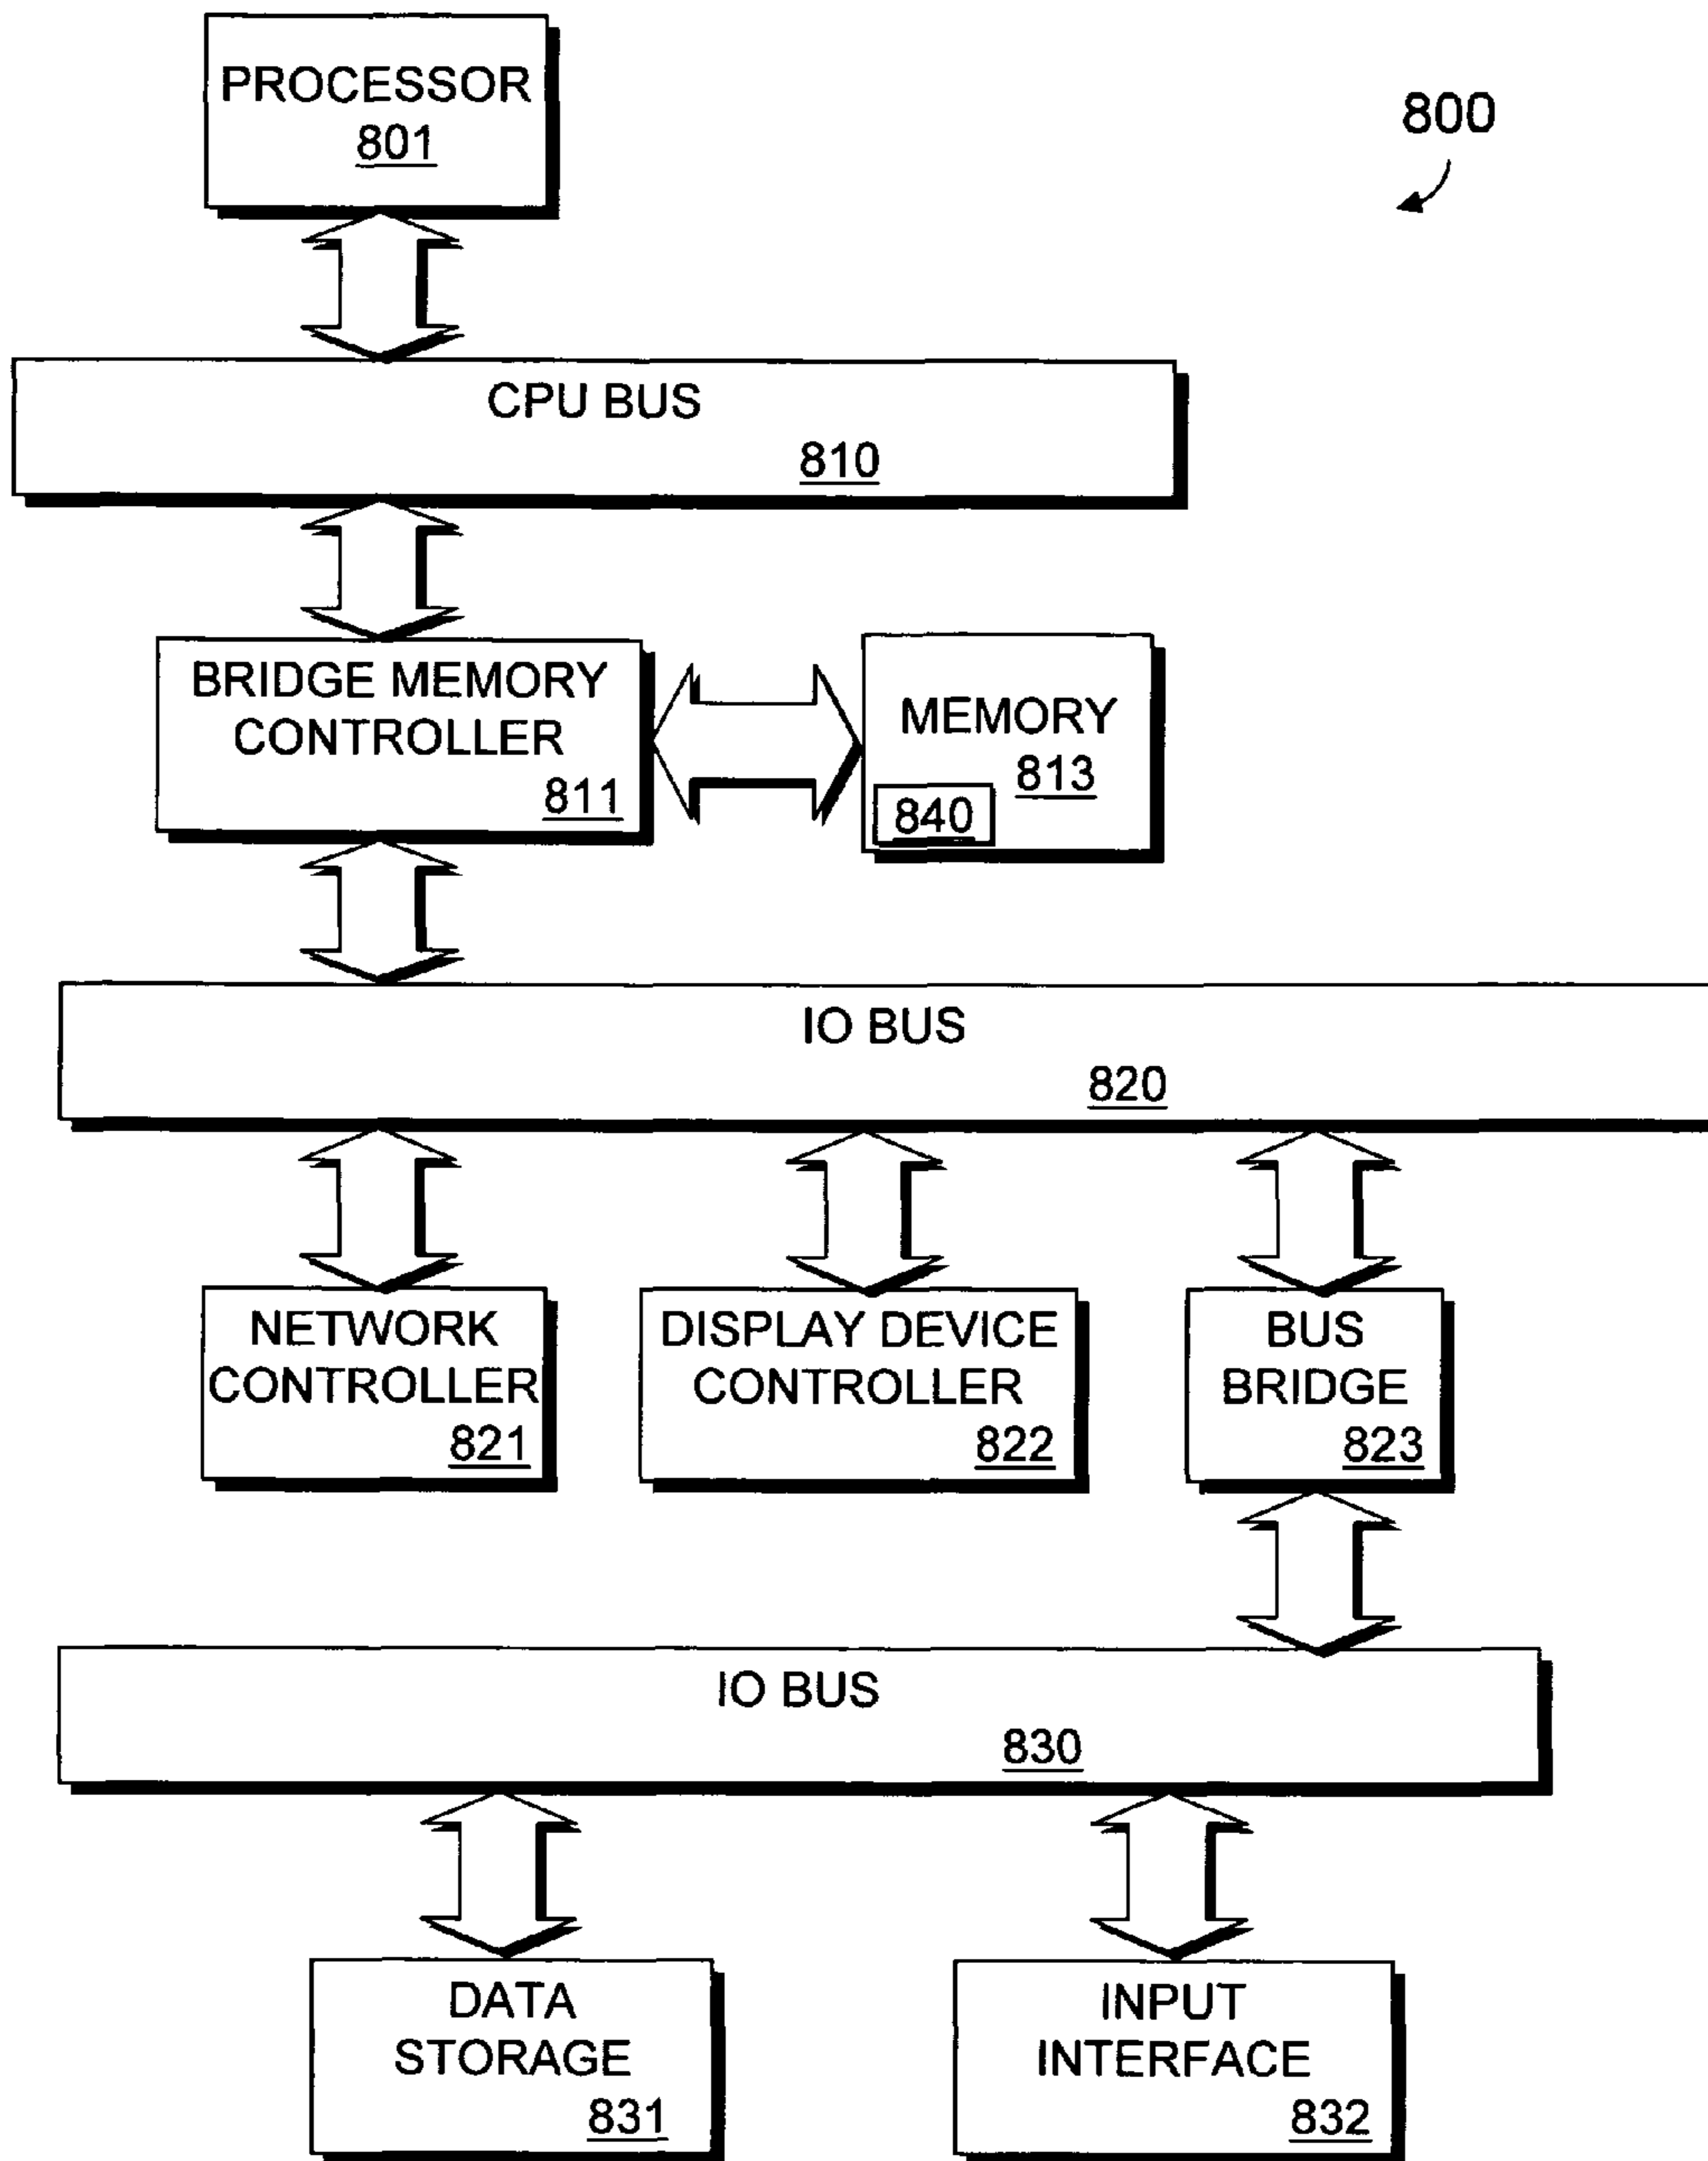 PROCESSOR
801
800
CPU BUS
810
BRIDGE MEMORY
CONTROLLER
811
MEMORY
813
840
IO BUS
820
NETWORK
CONTROLLER
821
DISPLAY DEVICE
CONTROLLER
822
BUS
BRIDGE
823
IO BUS
830
DATA
STORAGE
831
INPUT
INTERFACE
832